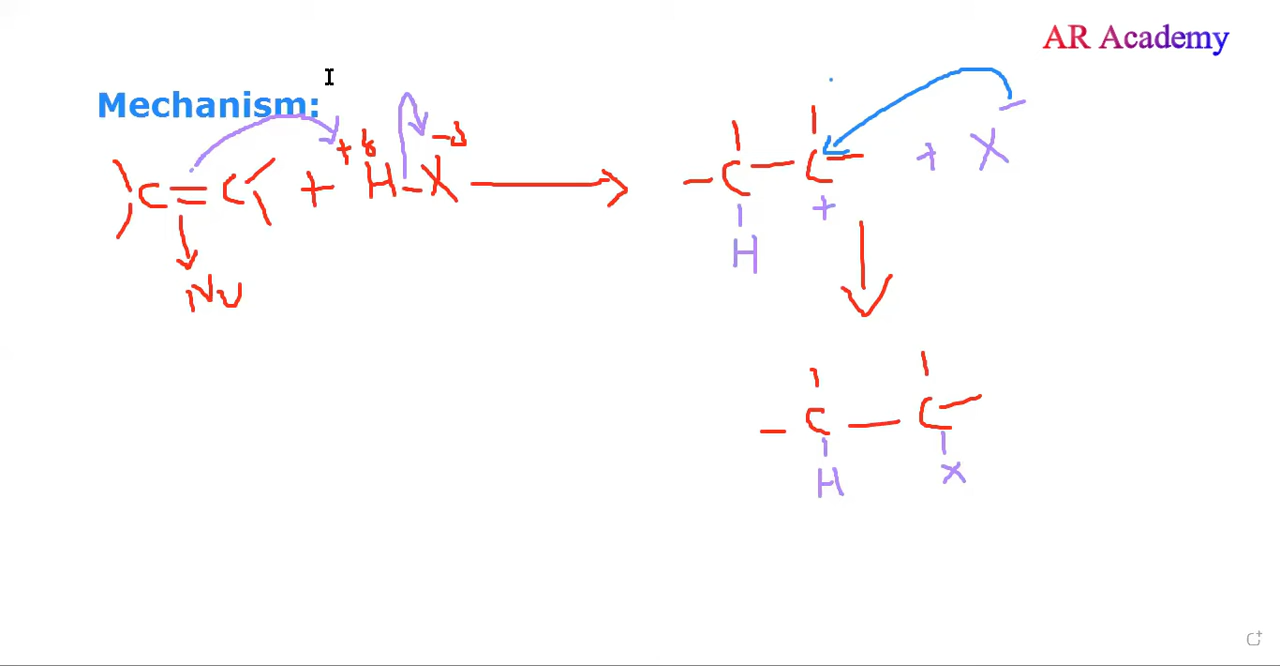 AR Academy
Mechanism:
C = C + +δ H - X -δ → - C - C - + X -
Nu
H +
- C - C -
H X